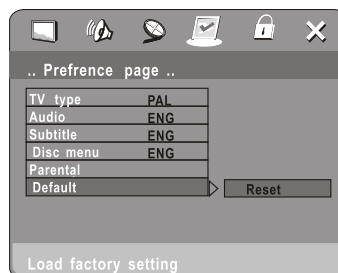 .. Prefrence page ..
TV type PAL
Audio ENG
Subtitle ENG
Disc menu ENG
Parental
Default Reset
Load factory setting